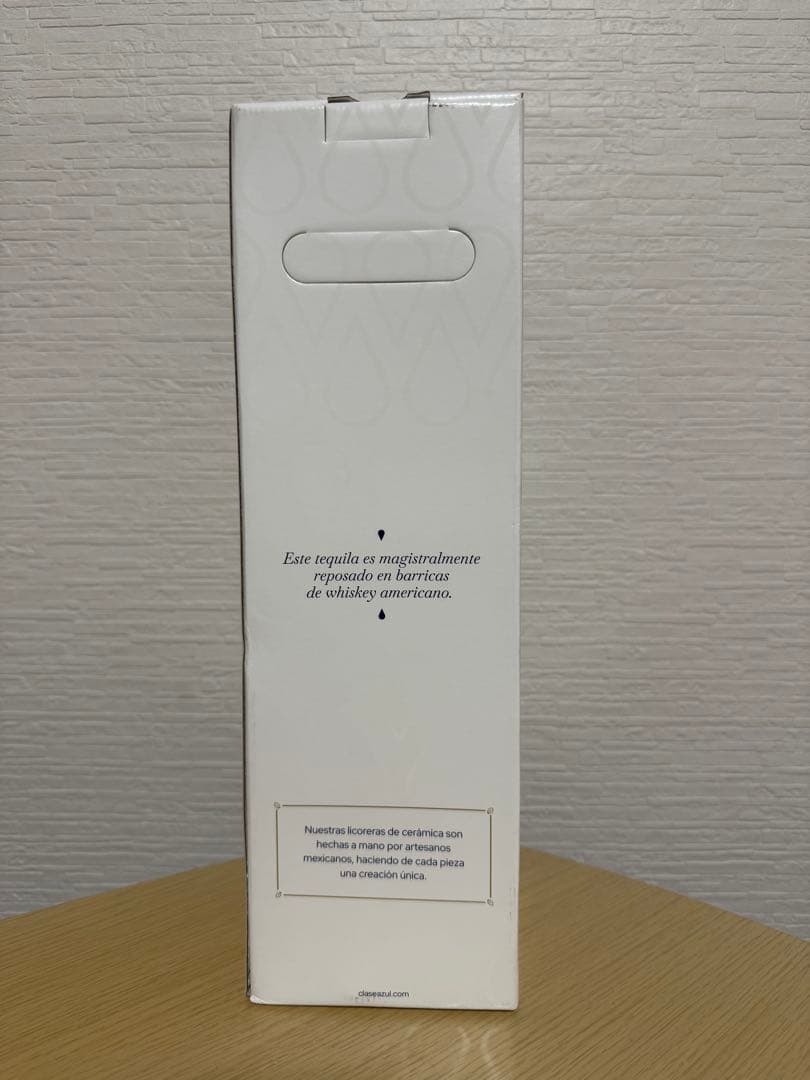 Este tequila es magistralmente
reposado en barricas
de whiskey americano.
Nuestras licoreras de cerámica son
hechas a mano por artesanos
mexicanos, haciendo de cada pieza
una creación única.
claseazul.com